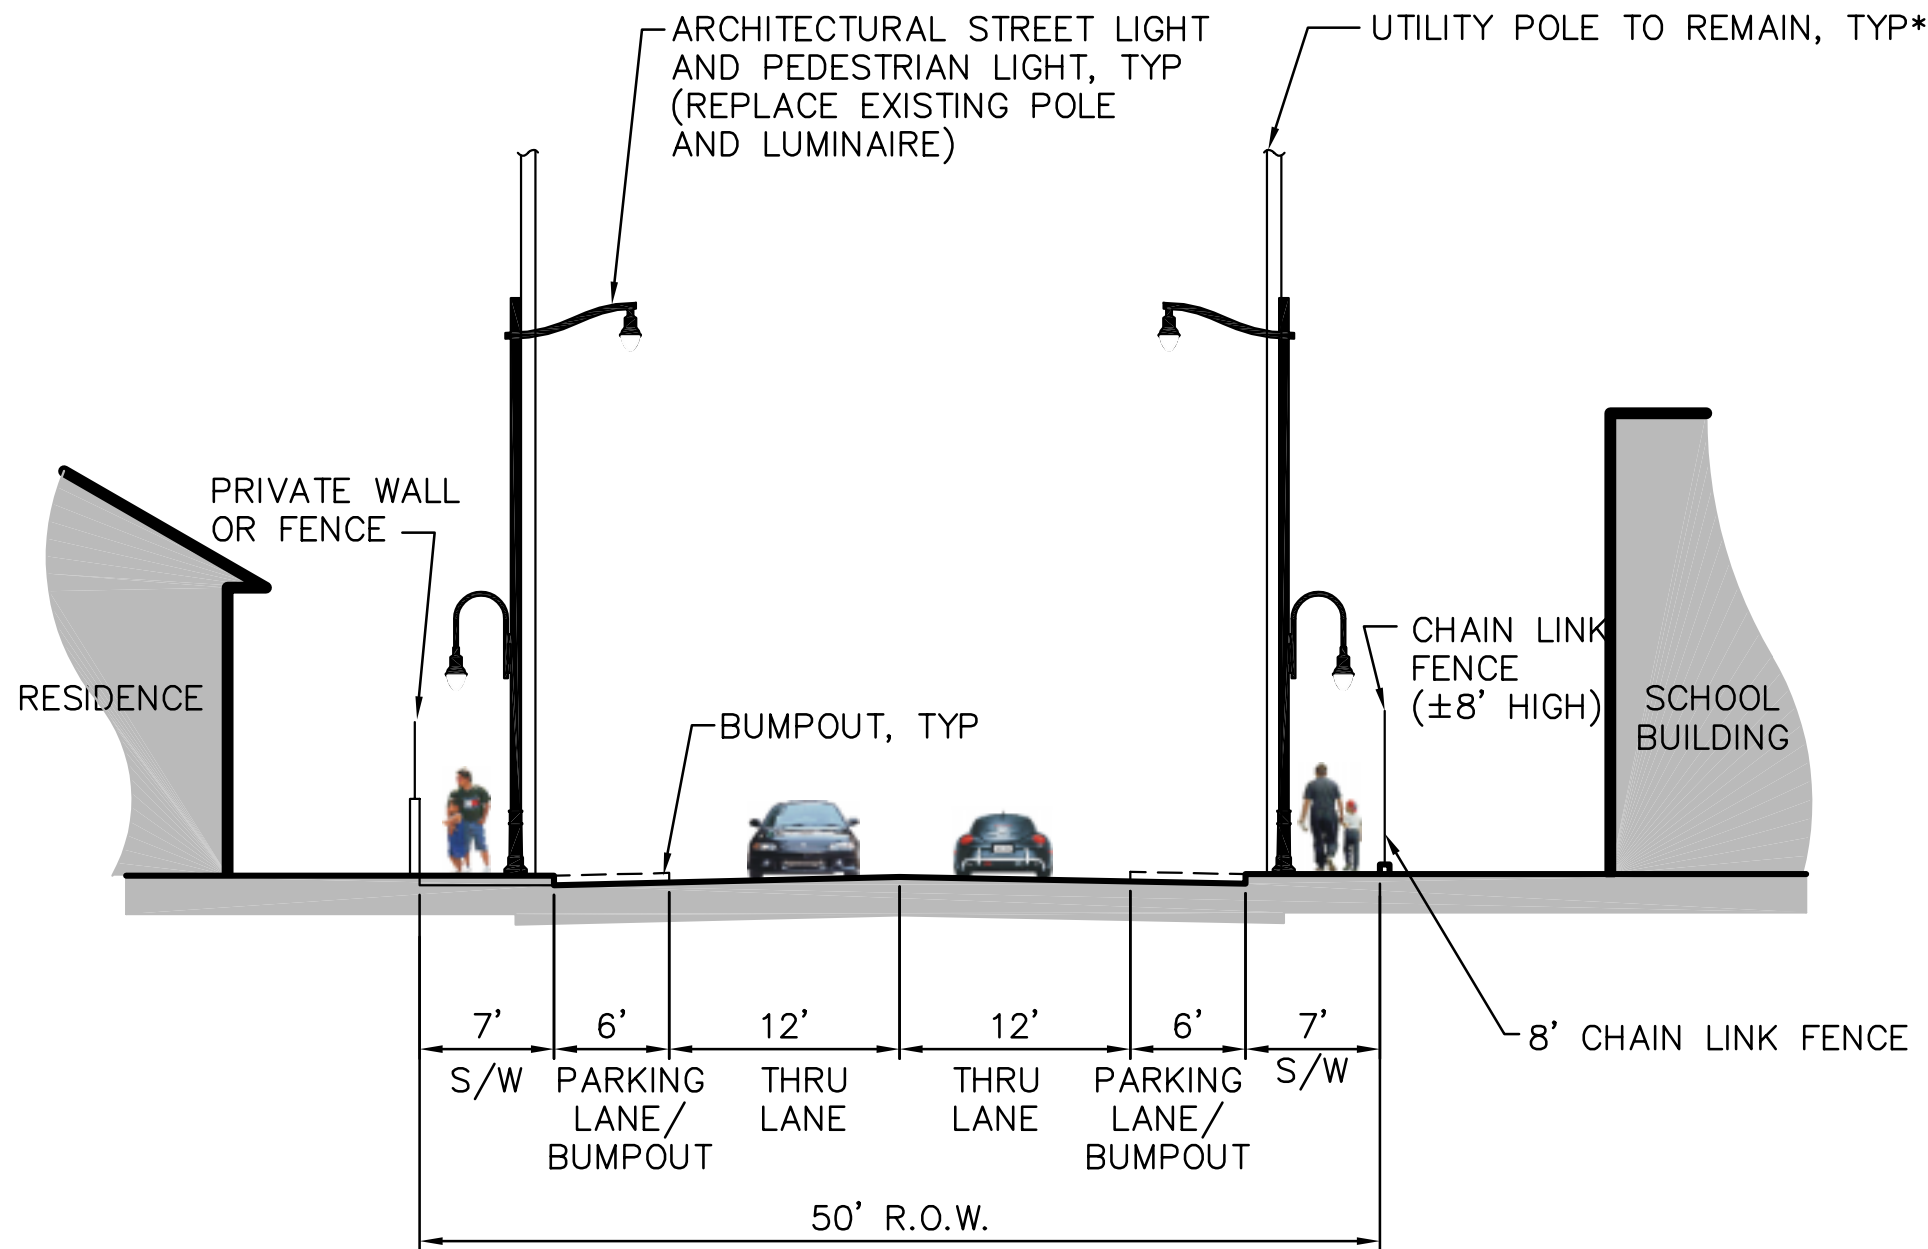 ARCHITECTURAL STREET LIGHT
AND PEDESTRIAN LIGHT, TYP
(REPLACE EXISTING POLE
AND LUMINAIRE)
UTILITY POLE TO REMAIN, TYP*
PRIVATE WALL
OR FENCE
CHAIN LINK
FENCE
(±8' HIGH)
RESIDENCE
SCHOOL
BUILDING
BUMPOUT, TYP
8' CHAIN LINK FENCE
7'
S/W
6'
PARKING
LANE/
BUMPOUT
12'
THRU
LANE
12'
THRU
LANE
6'
PARKING
LANE/
BUMPOUT
7'
S/W
50' R.O.W.